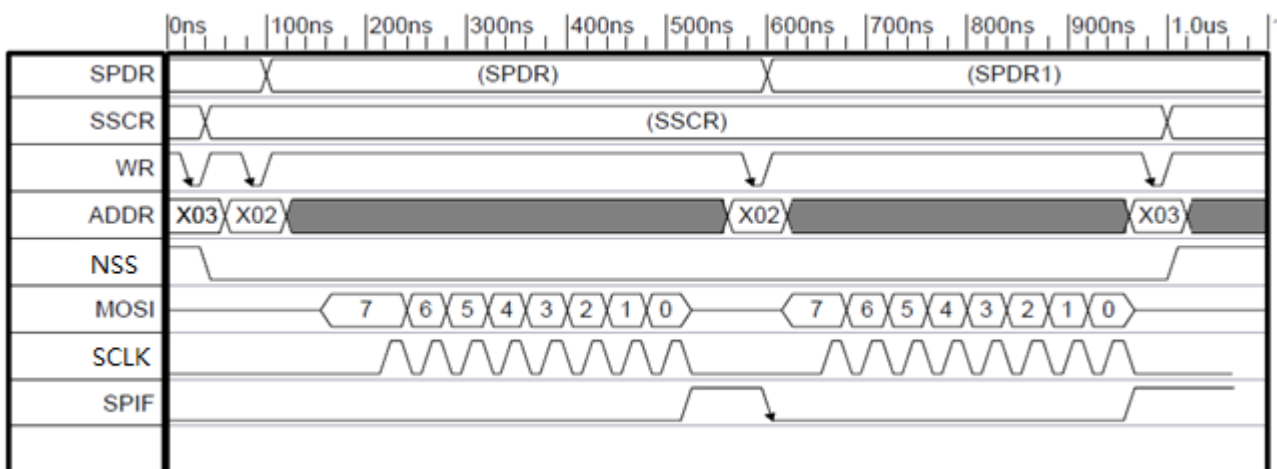 0ns 100ns 200ns 300ns 400ns 500ns 600ns 700ns 800ns 900ns 1.0us
SPDR (SPDR) (SPDR1)
SSCR (SSCR)
WR
ADDR X03 X02 X02 X03
NSS
MOSI 7 6 5 4 3 2 1 0 7 6 5 4 3 2 1 0
SCLK
SPIF